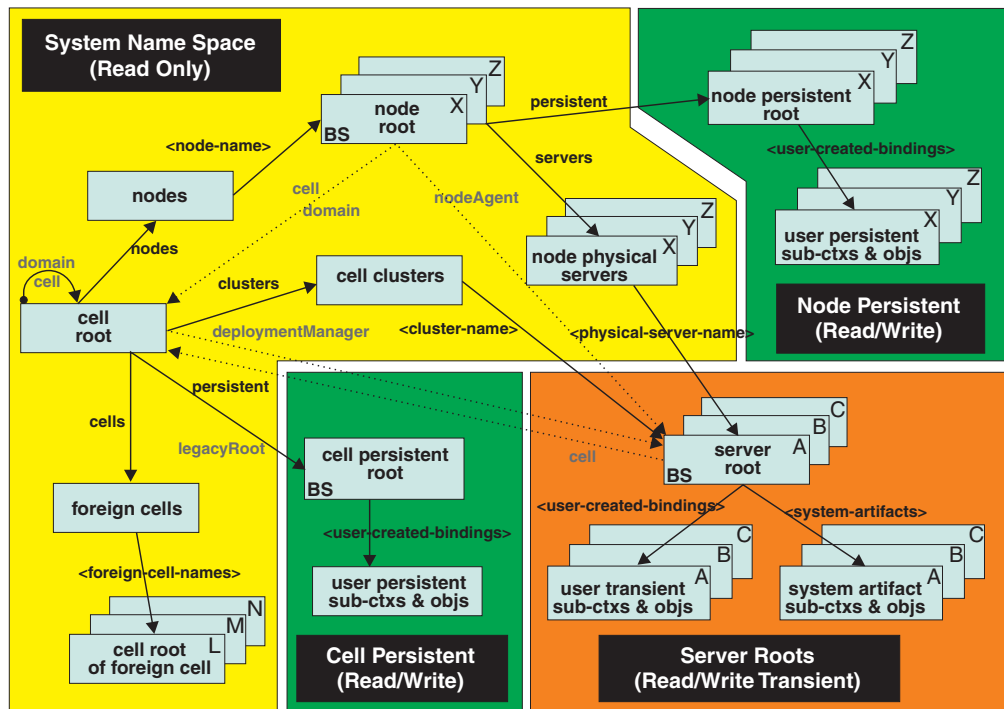 System Name Space
(Read Only)
Z
Y
X
node
root
BS
persistent
Z
Y
X
node persistent
root
<node-name>
servers
<user-created-bindings>
nodes
cell
domain
nodeAgent
Z
Y
X
node physical
servers
Z
Y
X
user persistent
sub-ctxs & objs
nodes
domain
cell
clusters
cell clusters
Node Persistent
(Read/Write)
cell
root
deploymentManager
<cluster-name>
<physical-server-name>
persistent
cells
legacyRoot
cell persistent
root
BS
cell
C
B
A
server
root
BS
foreign cells
<user-created-bindings>
<user-created-bindings>
<system-artifacts>
<foreign-cell-names>
user persistent
sub-ctxs & objs
C
B
A
user transient
sub-ctxs & objs
C
B
A
system artifact
sub-ctxs & objs
N
M
L
cell root
of foreign cell
Cell Persistent
(Read/Write)
Server Roots
(Read/Write Transient)